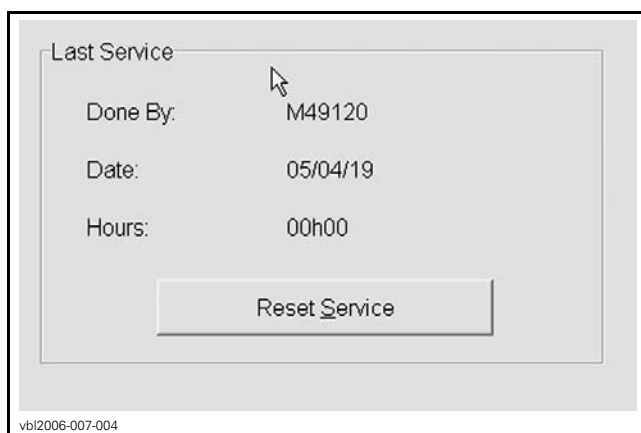 Last Service
Done By: M49120
Date: 05/04/19
Hours: 00h00
Reset Service
vbl2006-007-004